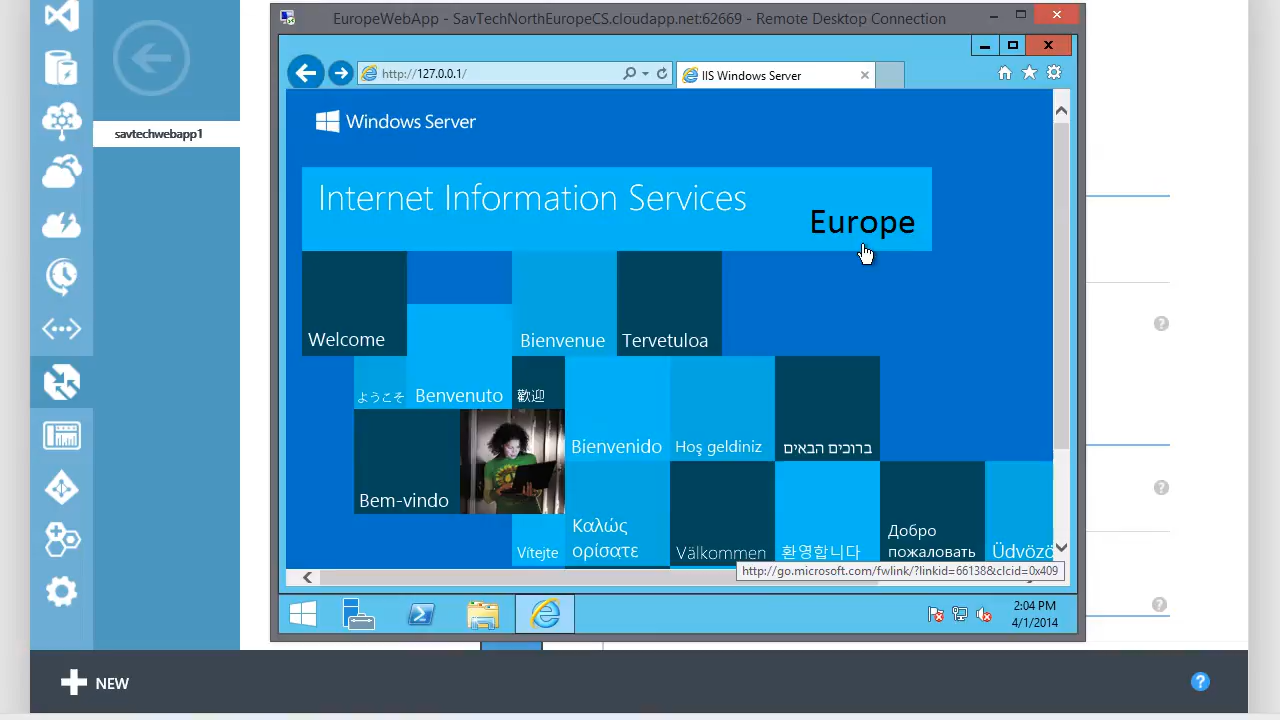 EuropeWebApp - SavTechNorthEuropeCS.cloudapp.net:62669 - Remote Desktop Connection
http://127.0.0.1/
IIS Windows Server
savtechwebapp1
Windows Server
Internet Information Services
Europe
Welcome
Bienvenue
Tervetuloa
ようこそ
Benvenuto
歡迎
Bienvenido
Hoş geldiniz
ברוכים הבאים
Bem-vindo
Vítejte
Καλώς
ορίσατε
Välkommen
환영합니다
Добро
пожаловать
Üdvözö
http://go.microsoft.com/fwlink/?linkid=66138&clcid=0x409
2:04 PM
4/1/2014
NEW